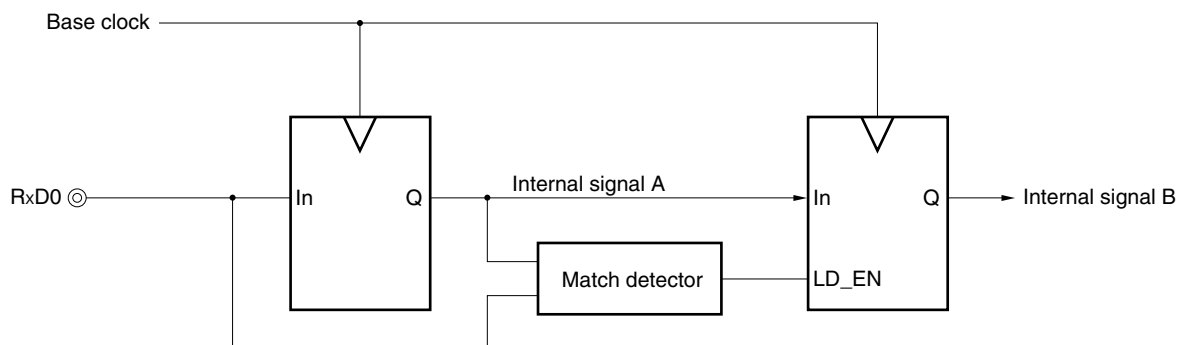 Base clock
RxD0
In
Q
Internal signal A
In
Q
Internal signal B
Match detector
LD_EN